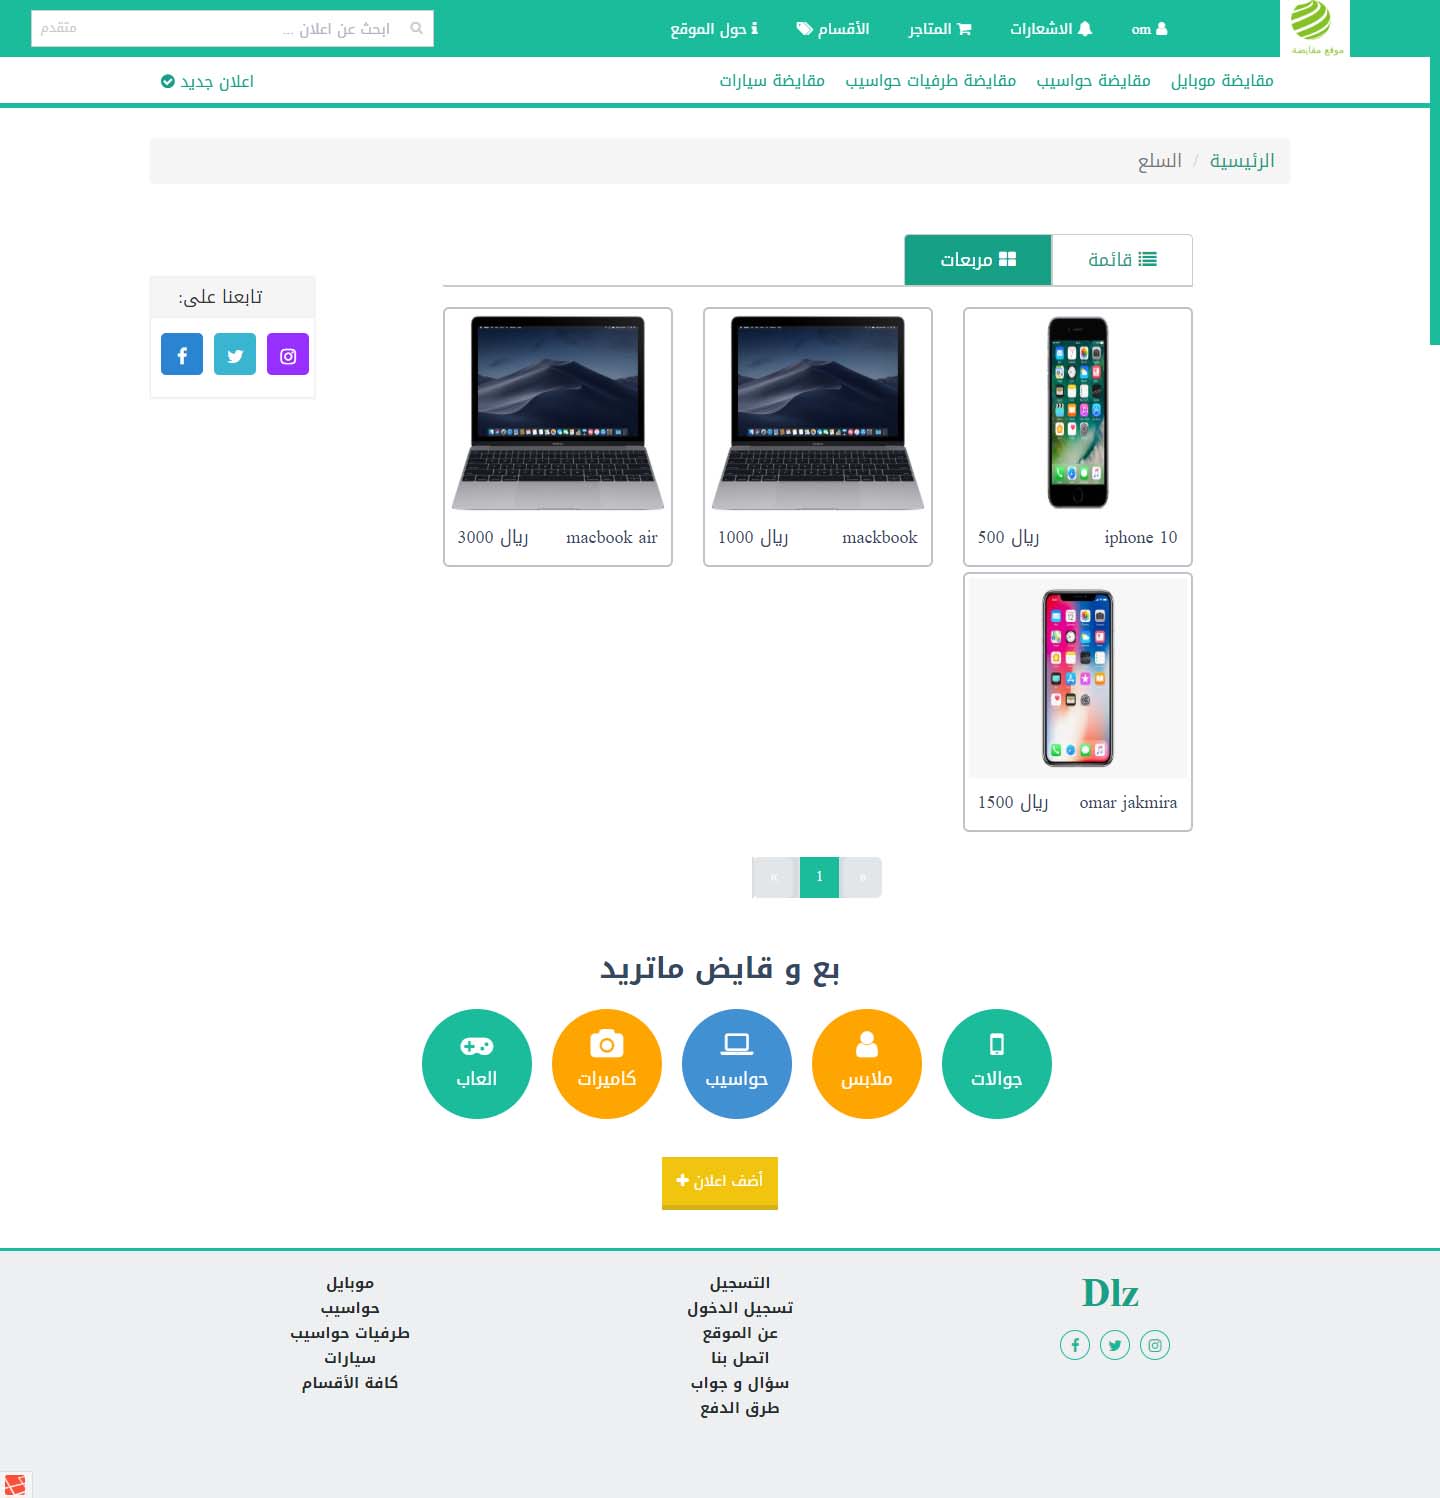 موقع مقايضة
om
الاشعارات
المتاجر
الأقسام
حول الموقع
ابحث عن اعلان ...
متقدم
مقايضة موبايل
مقايضة حواسيب
مقايضة طرفيات حواسيب
مقايضة سيارات
اعلان جديد
الرئيسية / السلع
قائمة
مربعات
تابعنا على:
iphone 10
500 ريال
mackbook
1000 ريال
macbook air
3000 ريال
omar jakmira
1500 ريال
« 1 »
بع و قايض ماتريد
جوالات
ملابس
حواسيب
كاميرات
العاب
أضف اعلان
Dlz
التسجيل
تسجيل الدخول
عن الموقع
اتصل بنا
سؤال و جواب
طرق الدفع
موبايل
حواسيب
طرفيات حواسيب
سيارات
كافة الأقسام